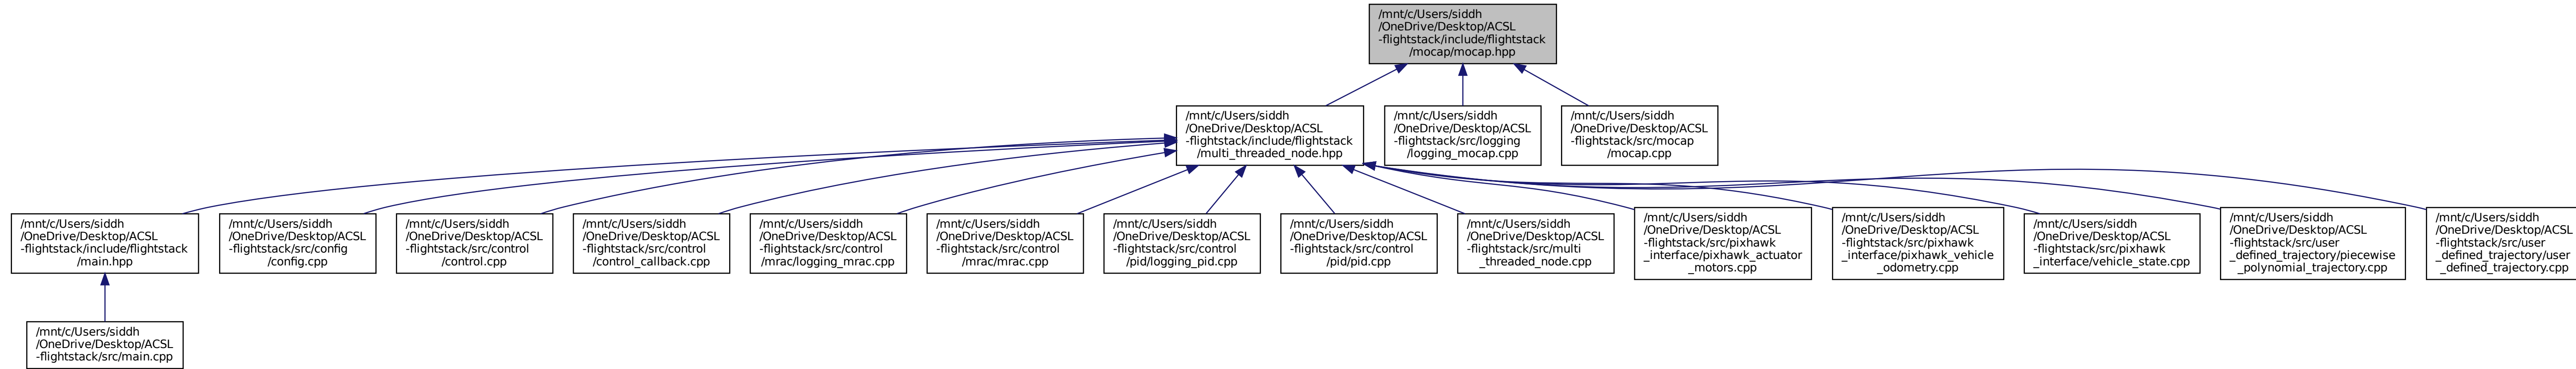 /mnt/c/Users/siddh
/OneDrive/Desktop/ACSL
-flightstack/include/flightstack
/mocap/mocap.hpp
/mnt/c/Users/siddh
/OneDrive/Desktop/ACSL
-flightstack/include/flightstack
/multi_threaded_node.hpp
/mnt/c/Users/siddh
/OneDrive/Desktop/ACSL
-flightstack/src/logging
/logging_mocap.cpp
/mnt/c/Users/siddh
/OneDrive/Desktop/ACSL
-flightstack/src/mocap
/mocap.cpp
/mnt/c/Users/siddh
/OneDrive/Desktop/ACSL
-flightstack/include/flightstack
/main.hpp
/mnt/c/Users/siddh
/OneDrive/Desktop/ACSL
-flightstack/src/config
/config.cpp
/mnt/c/Users/siddh
/OneDrive/Desktop/ACSL
-flightstack/src/control
/control.cpp
/mnt/c/Users/siddh
/OneDrive/Desktop/ACSL
-flightstack/src/control
/control_callback.cpp
/mnt/c/Users/siddh
/OneDrive/Desktop/ACSL
-flightstack/src/control
/mrac/logging_mrac.cpp
/mnt/c/Users/siddh
/OneDrive/Desktop/ACSL
-flightstack/src/control
/mrac/mrac.cpp
/mnt/c/Users/siddh
/OneDrive/Desktop/ACSL
-flightstack/src/control
/pid/logging_pid.cpp
/mnt/c/Users/siddh
/OneDrive/Desktop/ACSL
-flightstack/src/control
/pid/pid.cpp
/mnt/c/Users/siddh
/OneDrive/Desktop/ACSL
-flightstack/src/multi
_threaded_node.cpp
/mnt/c/Users/siddh
/OneDrive/Desktop/ACSL
-flightstack/src/pixhawk
_interface/pixhawk_actuator
_motors.cpp
/mnt/c/Users/siddh
/OneDrive/Desktop/ACSL
-flightstack/src/pixhawk
_interface/pixhawk_vehicle
_odometry.cpp
/mnt/c/Users/siddh
/OneDrive/Desktop/ACSL
-flightstack/src/pixhawk
_interface/vehicle_state.cpp
/mnt/c/Users/siddh
/OneDrive/Desktop/ACSL
-flightstack/src/user
_defined_trajectory/piecewise
_polynomial_trajectory.cpp
/mnt/c/Users/siddh
/OneDrive/Desktop/ACSL
-flightstack/src/user
_defined_trajectory/user
_defined_trajectory.cpp
/mnt/c/Users/siddh
/OneDrive/Desktop/ACSL
-flightstack/src/main.cpp